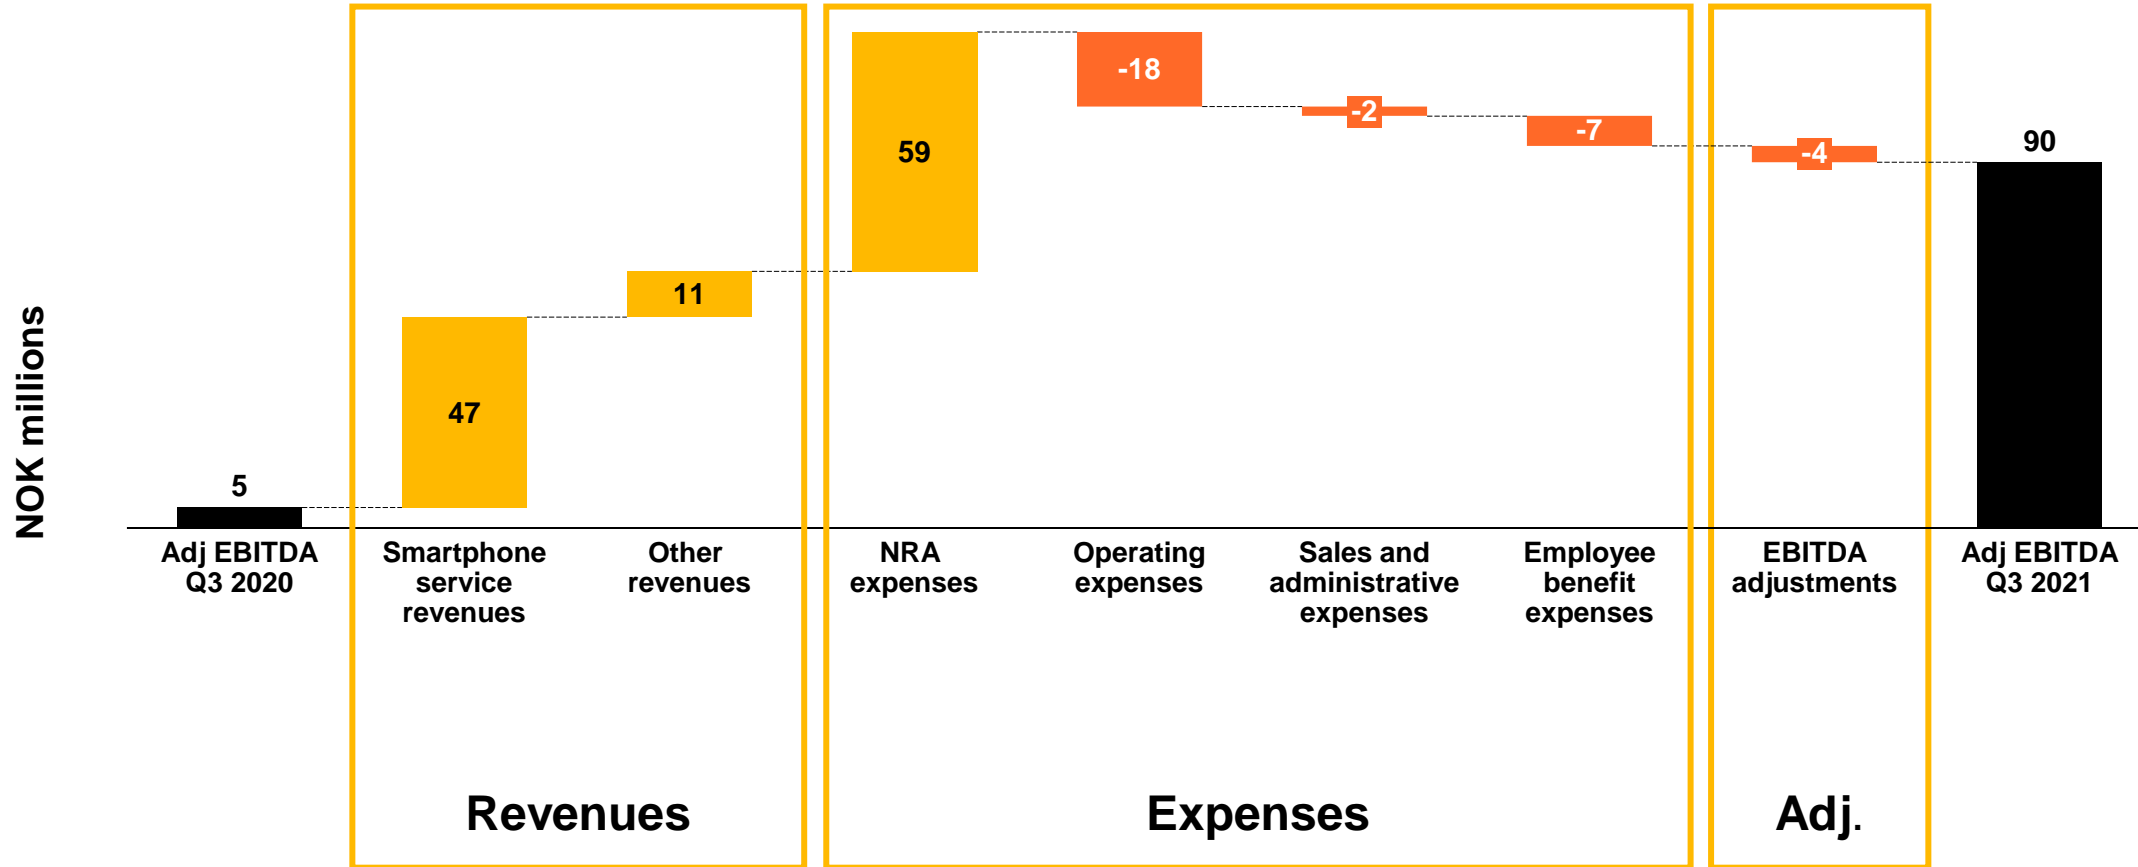 NOK millions
5
47
11
59
-18
-2
-7
-4
90
Adj EBITDA
Q3 2020
Smartphone
service
revenues
Other
revenues
NRA
expenses
Operating
expenses
Sales and
administrative
expenses
Employee
benefit
expenses
EBITDA
adjustments
Adj EBITDA
Q3 2021
Revenues
Expenses
Adj.